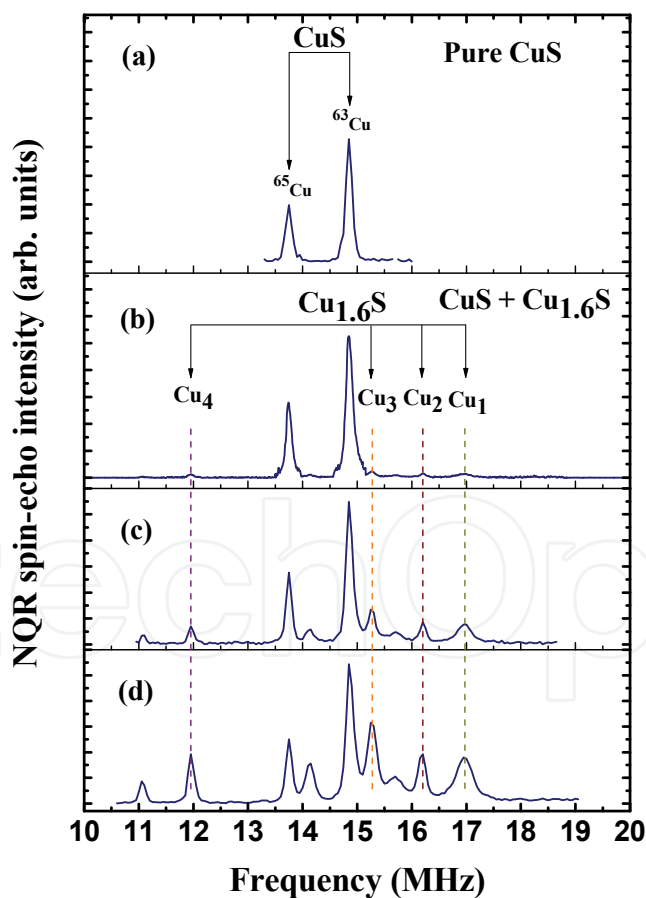 NQR spin-echo intensity (arb. units)
(a)
CuS
Pure CuS
63Cu
65Cu
(b)
Cu1.6S
CuS + Cu1.6S
Cu4
Cu3
Cu2
Cu1
(c)
(d)
10 11 12 13 14 15 16 17 18 19 20
Frequency (MHz)